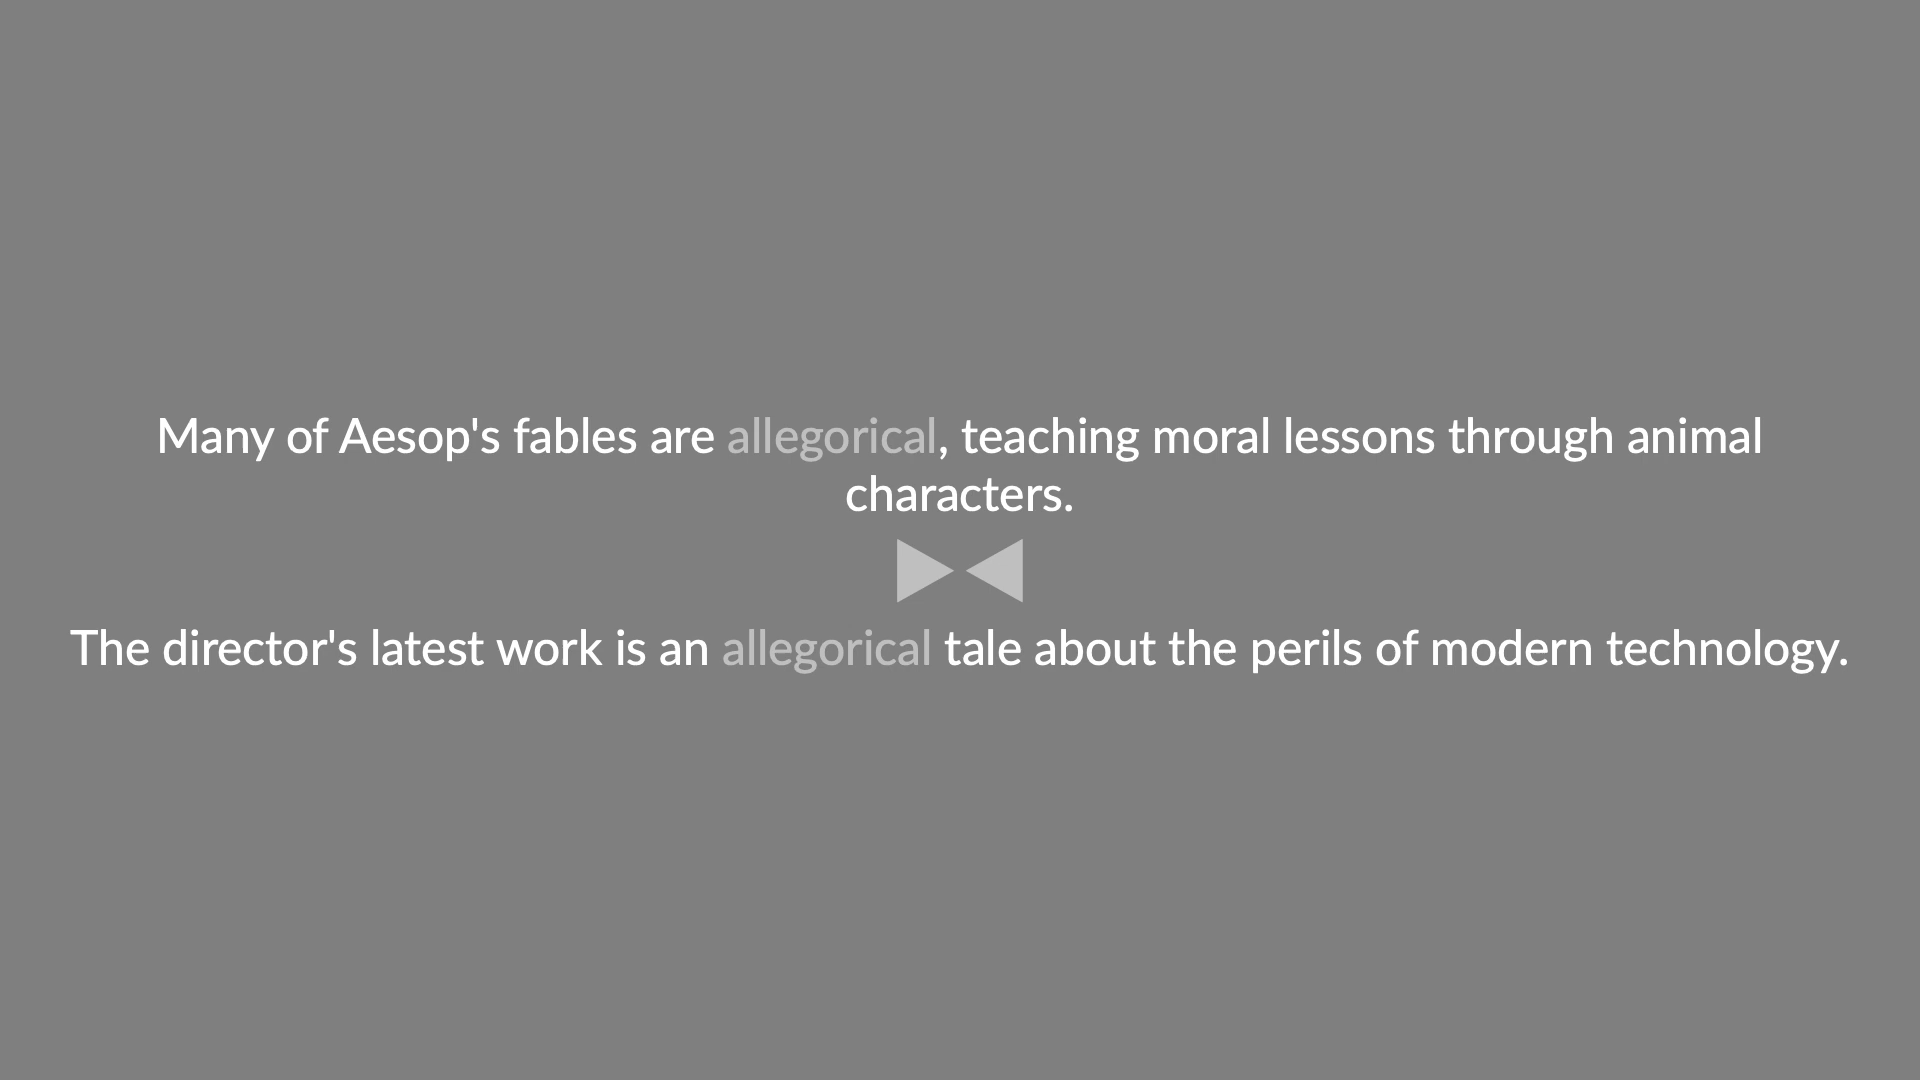 Many of Aesop's fables are allegorical, teaching moral lessons through animal
characters.
The director's latest work is an allegorical tale about the perils of modern technology.